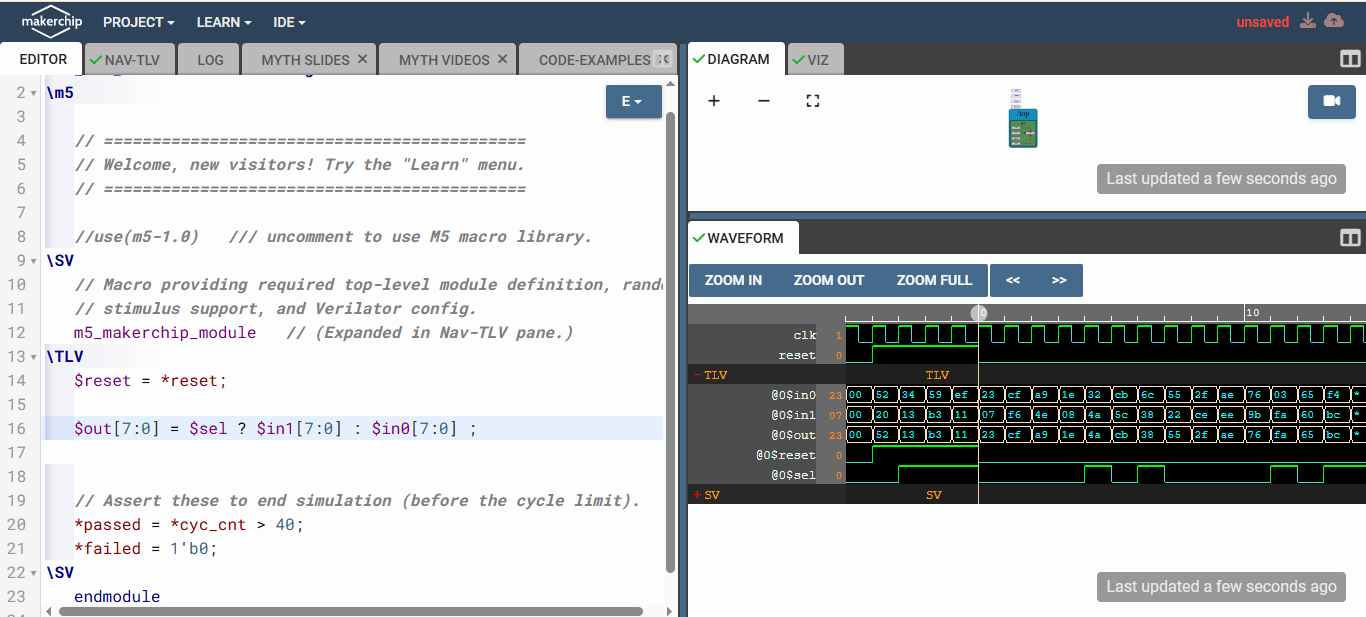 makerchip PROJECT LEARN IDE unsaved
EDITOR NAV-TLV LOG MYTH SLIDES MYTH VIDEOS CODE-EXAMPLES
2 \m5
3
4 // ============================================
5 // Welcome, new visitors! Try the "Learn" menu.
6 // ============================================
7
8 //use(m5-1.0) /// uncomment to use M5 macro library.
9 \SV
10 // Macro providing required top-level module definition, rand
11 // stimulus support, and Verilator config.
12 m5_makerchip_module // (Expanded in Nav-TLV pane.)
13 \TLV
14 $reset = *reset;
15
16 $out[7:0] = $sel ? $in1[7:0] : $in0[7:0] ;
17
18
19 // Assert these to end simulation (before the cycle limit).
20 *passed = *cyc_cnt > 40;
21 *failed = 1'b0;
22 \SV
23 endmodule
E
DIAGRAM VIZ
/top
Last updated a few seconds ago
WAVEFORM
ZOOM IN ZOOM OUT ZOOM FULL << >>
0 10
clk 1
reset 0
- TLV TLV
@0$in0 23 00 52 34 59 ef 23 cf a9 1e 32 cb 6c 55 2f ae 76 03 65 f4 *
@0$in1 07 00 20 13 b3 11 07 f6 4e 08 4a 5c 38 22 ce ee 9b fa 60 bc *
@0$out 23 00 52 13 b3 11 23 cf a9 1e 4a cb 38 55 2f ae 76 fa 65 bc *
@0$reset 0
@0$sel 0
+ SV SV
Last updated a few seconds ago